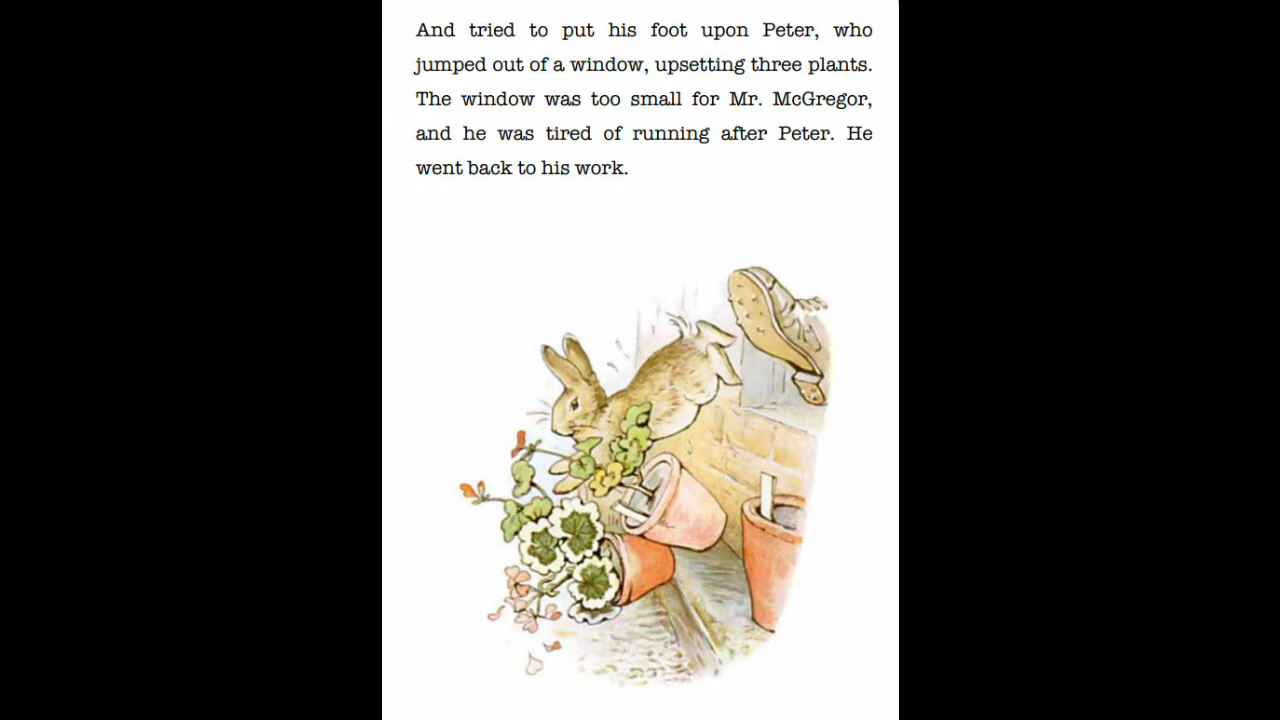 And tried to put his foot upon Peter, who
jumped out of a window, upsetting three plants.
The window was too small for Mr. McGregor,
and he was tired of running after Peter. He
went back to his work.